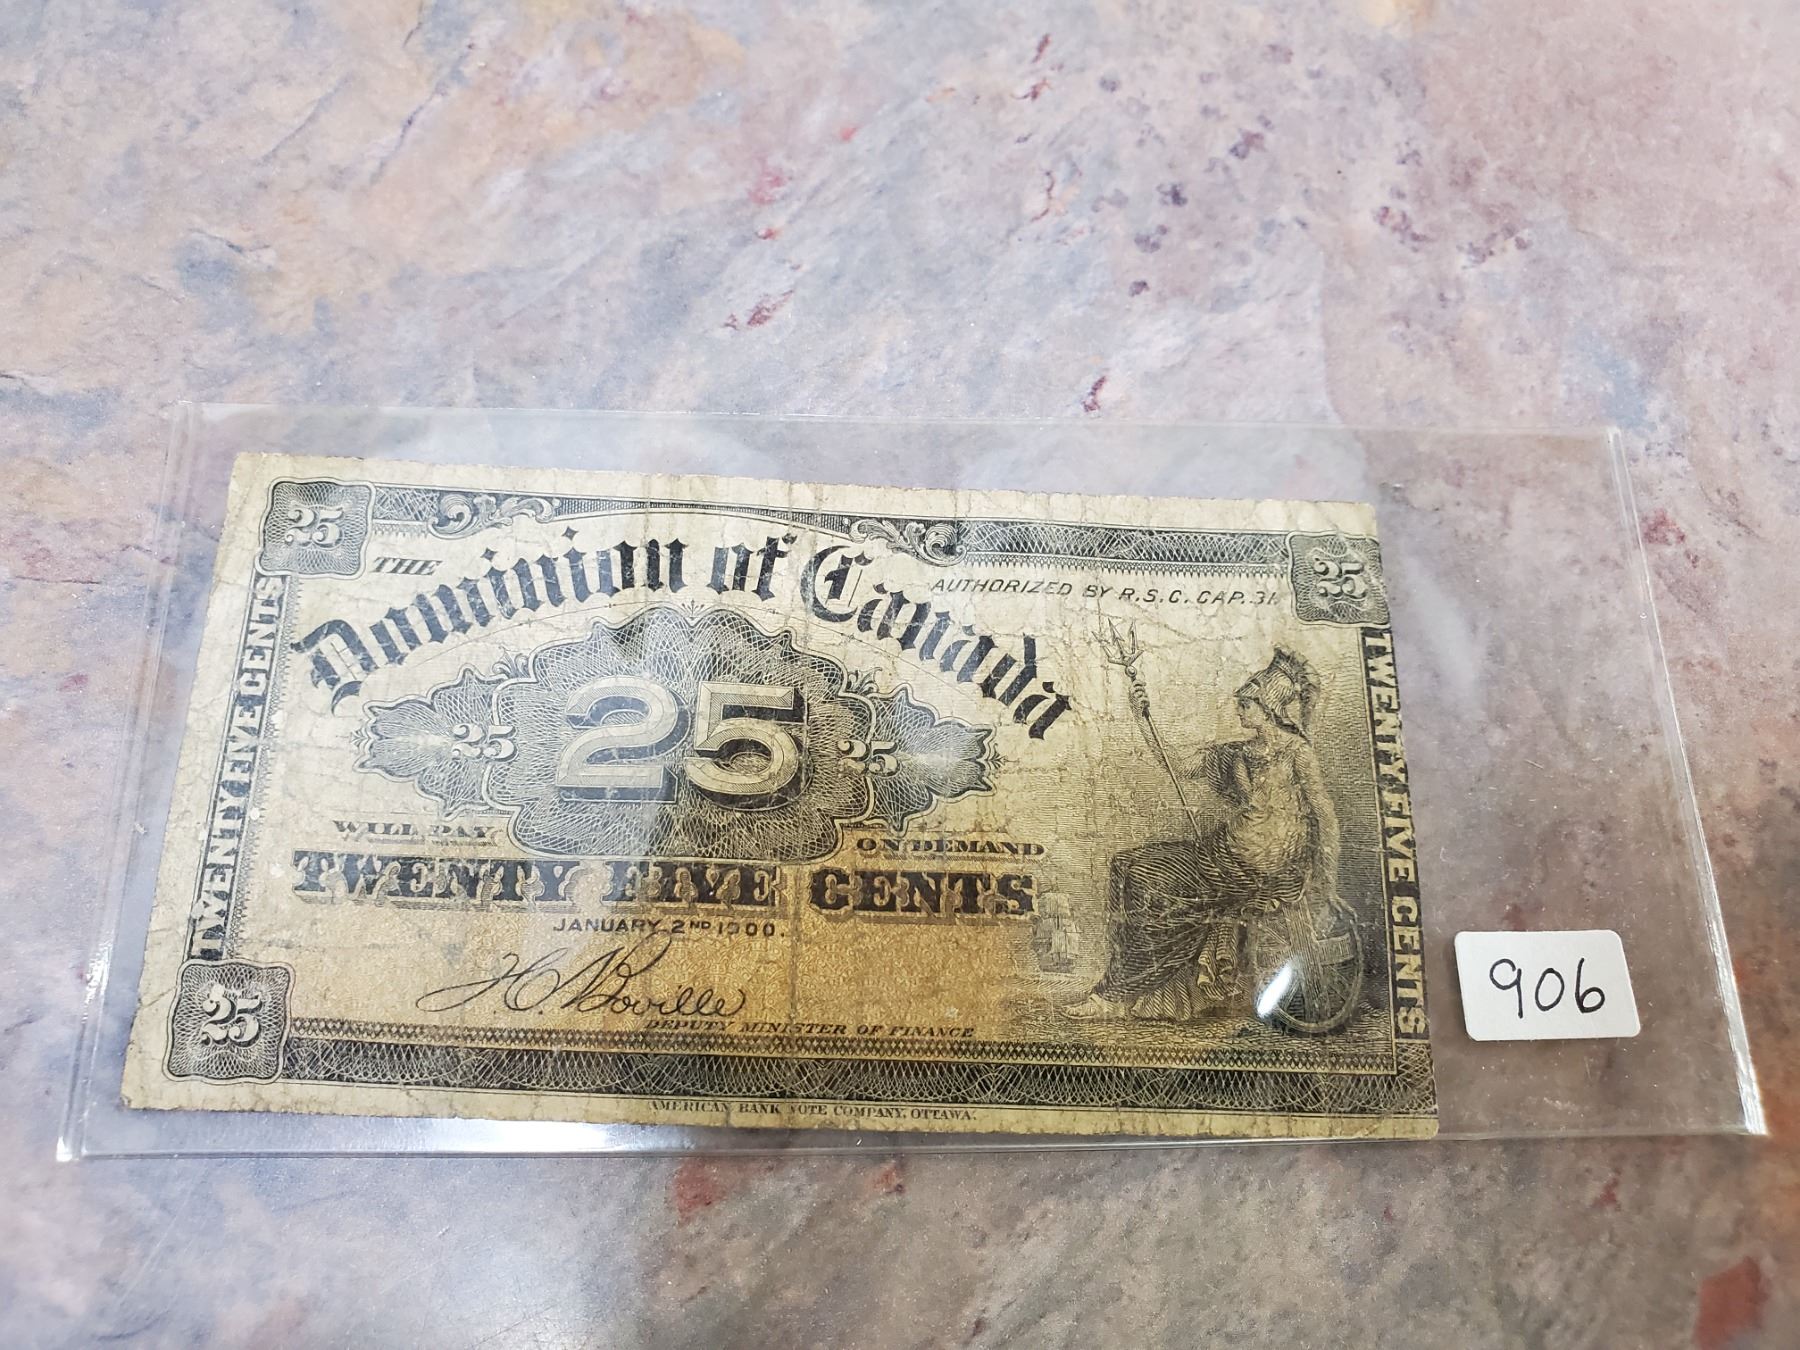 25
25
THE
Dominion of Canada
AUTHORIZED BY R.S.C. CAP. 31.
TWENTY FIVE CENTS
TWENTY FIVE CENTS
25
25
25
WILL PAY
ON DEMAND
TWENTY FIVE CENTS
JANUARY 2ND 1900.
906
H.C. Boville
25
DEPUTY MINISTER OF FINANCE
AMERICAN BANK NOTE COMPANY, OTTAWA.